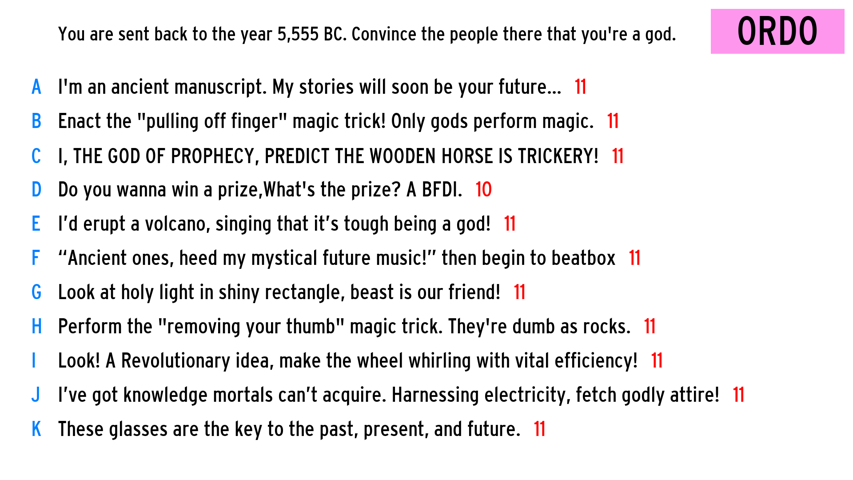 You are sent back to the year 5,555 BC. Convince the people there that you're a god.
ORDO
A I'm an ancient manuscript. My stories will soon be your future... 11
B Enact the "pulling off finger" magic trick! Only gods perform magic. 11
C I, THE GOD OF PROPHECY, PREDICT THE WOODEN HORSE IS TRICKERY! 11
D Do you wanna win a prize,What's the prize? A BFDI. 10
E I’d erupt a volcano, singing that it’s tough being a god! 11
F “Ancient ones, heed my mystical future music!” then begin to beatbox 11
G Look at holy light in shiny rectangle, beast is our friend! 11
H Perform the "removing your thumb" magic trick. They're dumb as rocks. 11
I Look! A Revolutionary idea, make the wheel whirling with vital efficiency! 11
J I’ve got knowledge mortals can’t acquire. Harnessing electricity, fetch godly attire! 11
K These glasses are the key to the past, present, and future. 11